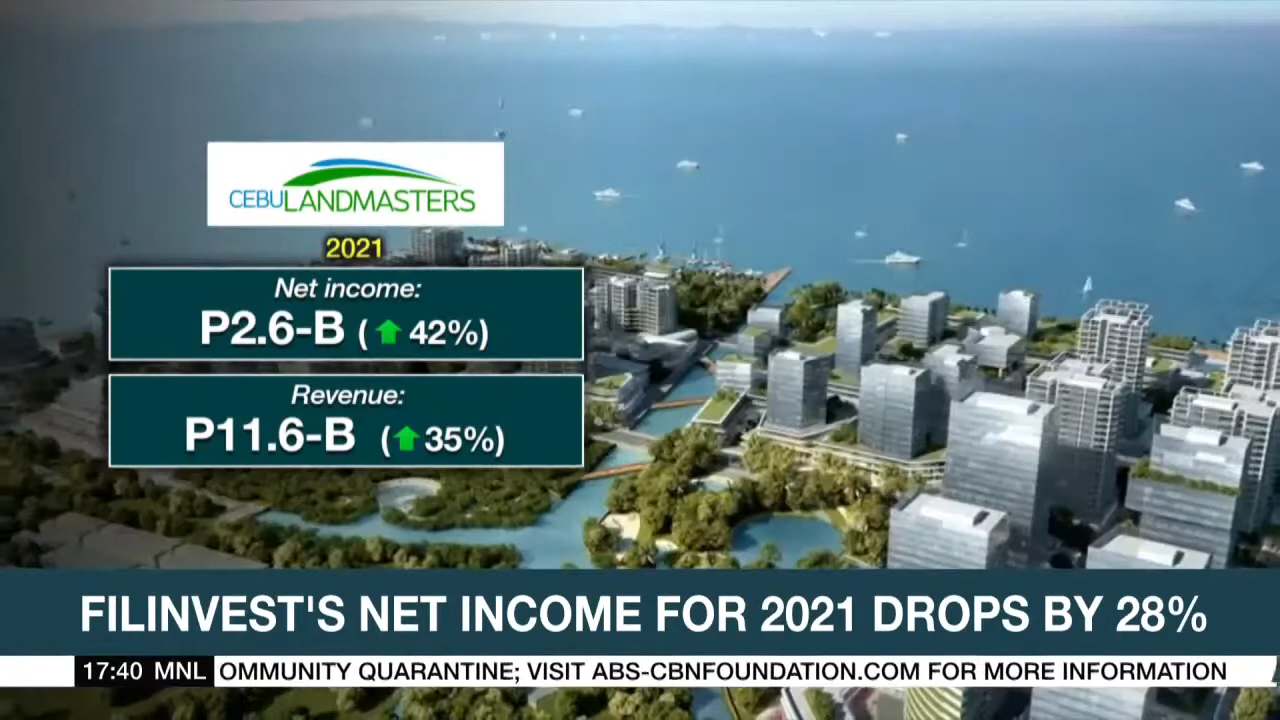 CEBULANDMASTERS
2021
Net income:
P2.6-B (⬆ 42%)
Revenue:
P11.6-B (⬆ 35%)
FILINVEST'S NET INCOME FOR 2021 DROPS BY 28%
17:40 MNL OMMUNITY QUARANTINE; VISIT ABS-CBNFOUNDATION.COM FOR MORE INFORMATION